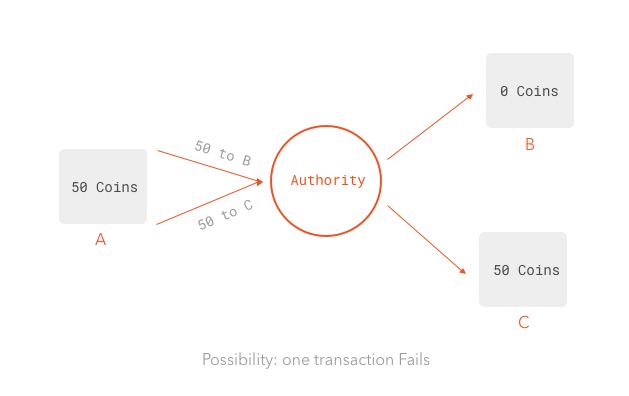 0 Coins
B
50 to B
50 Coins
Authority
A
50 to C
50 Coins
C
Possibility: one transaction Fails